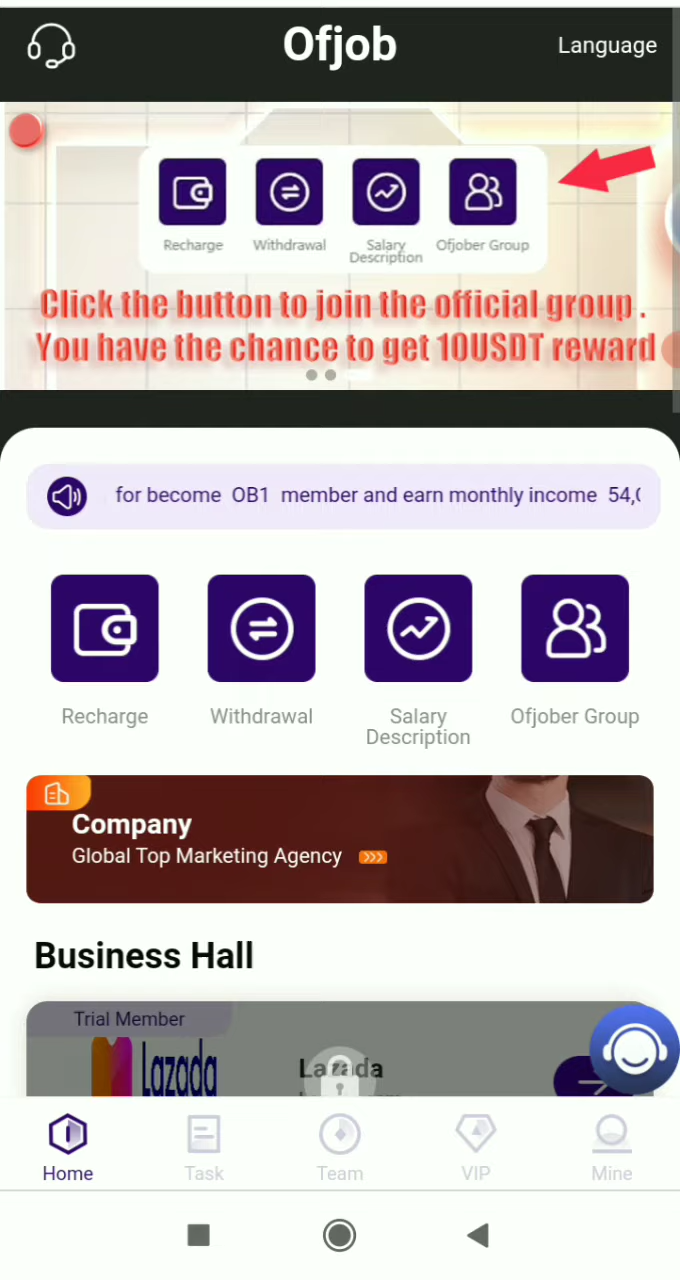 Ofjob
Language
Recharge
Withdrawal
Salary
Description
Ofjober Group
Click the button to join the official group .
You have the chance to get 10USDT reward
for become OB1 member and earn monthly income 54,0
Recharge
Withdrawal
Salary
Description
Ofjober Group
Company
Global Top Marketing Agency
Business Hall
Trial Member
Lazada
Lazada
Home
Task
Team
VIP
Mine